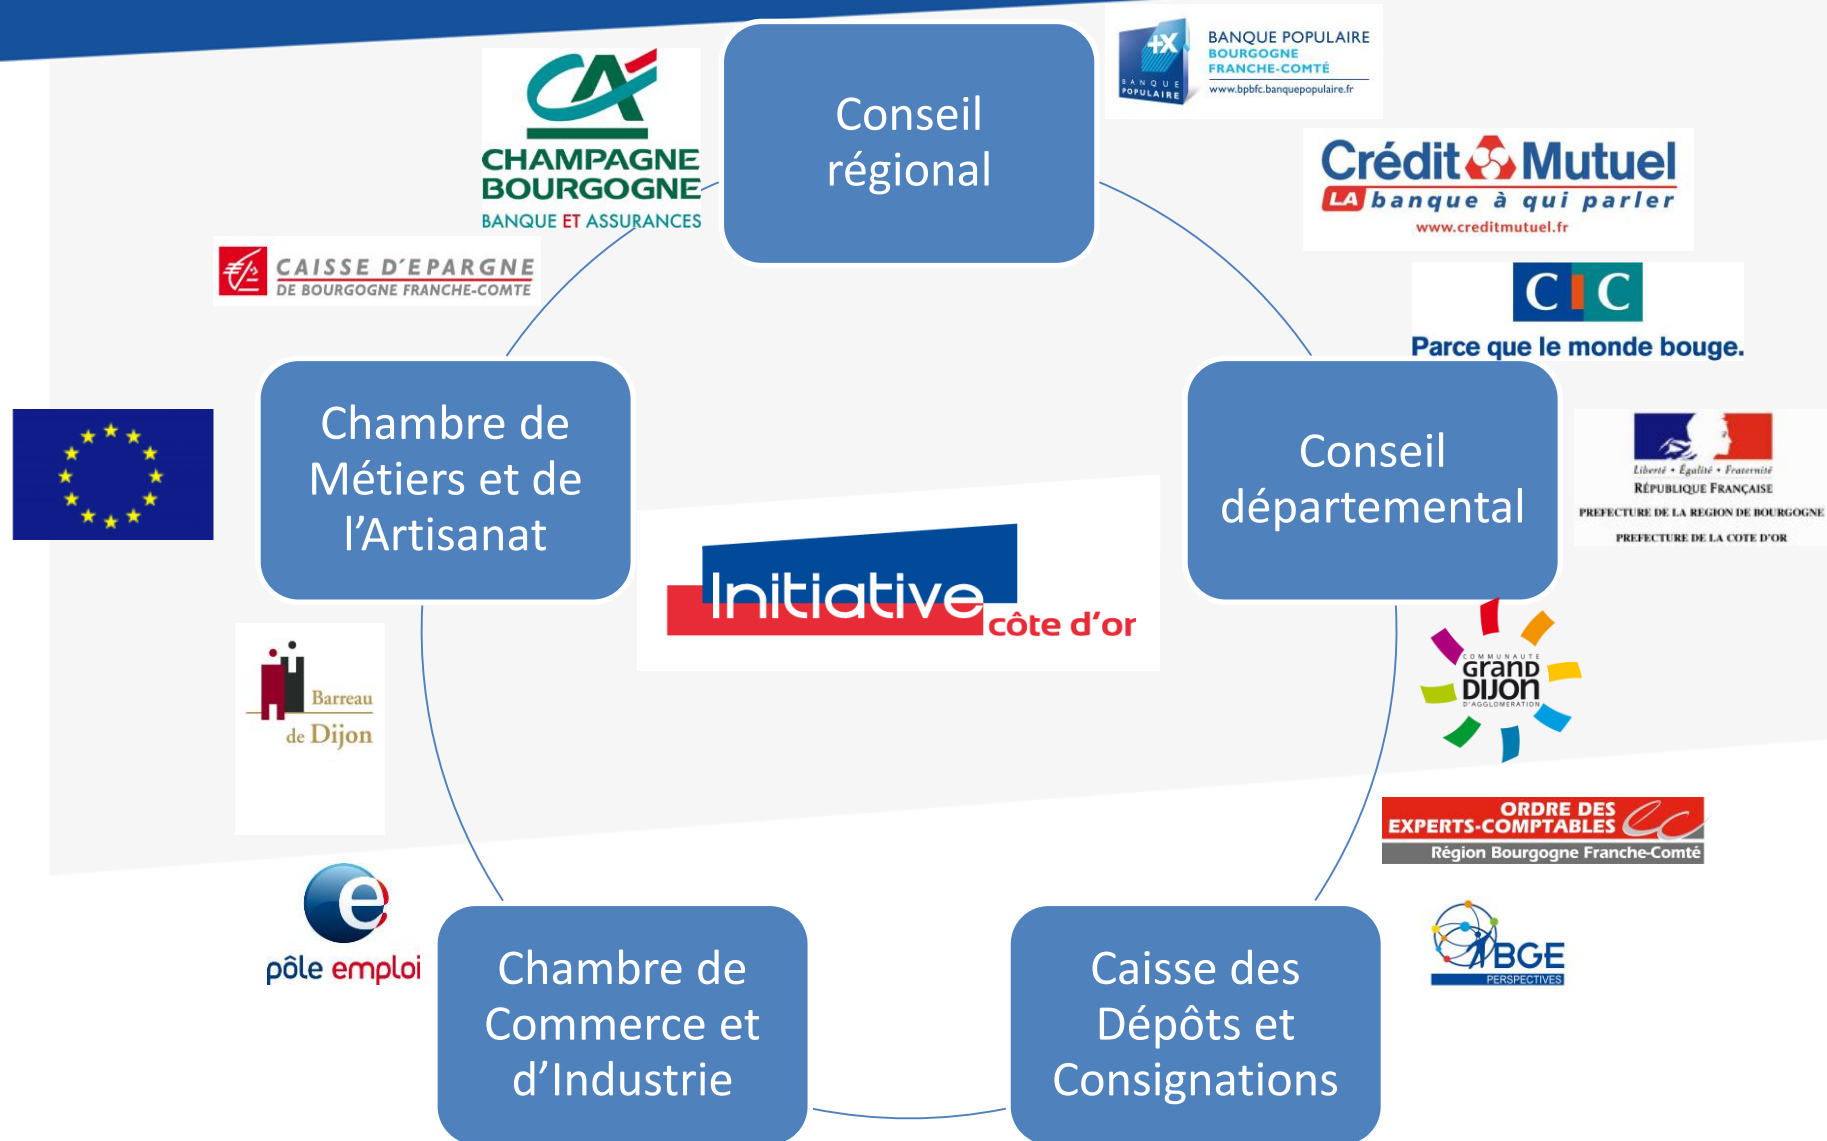 CHAMPAGNE
BOURGOGNE
BANQUE ET ASSURANCES
Conseil
régional
BANQUE
POPULAIRE
BANQUE POPULAIRE
BOURGOGNE
FRANCHE-COMTÉ
www.bpbfc.banquepopulaire.fr
Crédit Mutuel
LA banque à qui parler
www.creditmutuel.fr
CAISSE D'EPARGNE
DE BOURGOGNE FRANCHE-COMTE
CIC
Parce que le monde bouge.
Chambre de
Métiers et de
l’Artisanat
Conseil
départemental
Liberté • Égalité • Fraternité
RÉPUBLIQUE FRANÇAISE
PREFECTURE DE LA REGION DE BOURGOGNE
PREFECTURE DE LA COTE D'OR
Initiative
côte d'or
COMMUNAUTE
GranD
DIJON
D'AGGLOMERATION
Barreau
de Dijon
ORDRE DES
EXPERTS-COMPTABLES
Région Bourgogne Franche-Comté
pôle emploi
BGE
PERSPECTIVES
Chambre de
Commerce et
d’Industrie
Caisse des
Dépôts et
Consignations